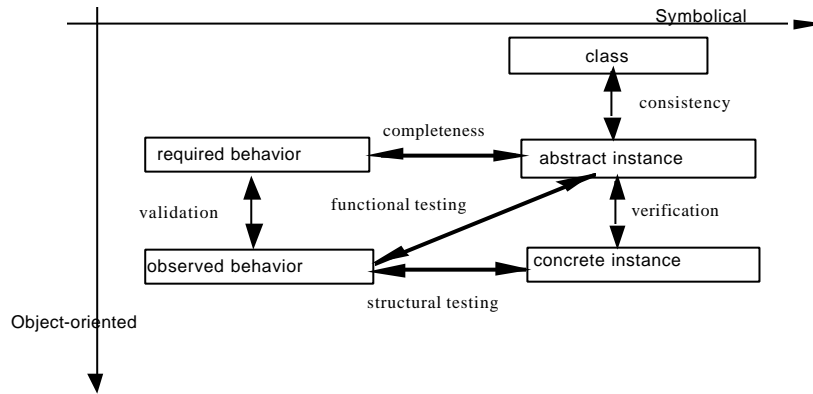 Symbolical
class
consistency
completeness
required behavior
abstract instance
validation
functional testing
verification
observed behavior
concrete instance
structural testing
Object-oriented